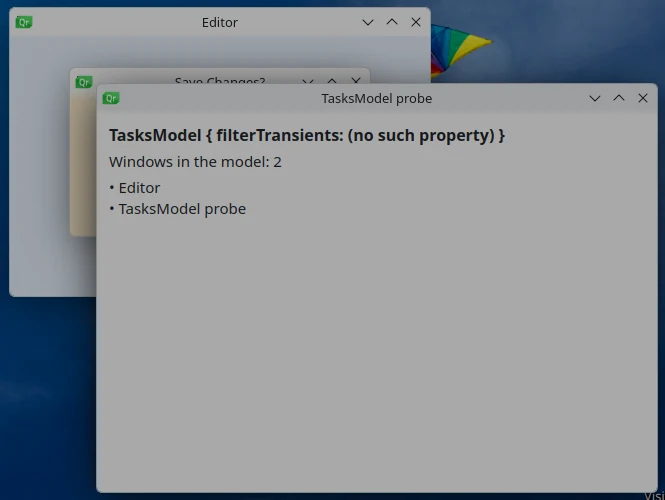 Editor
Save Changes?
TasksModel probe
TasksModel { filterTransients: (no such property) }
Windows in the model: 2
• Editor
• TasksModel probe